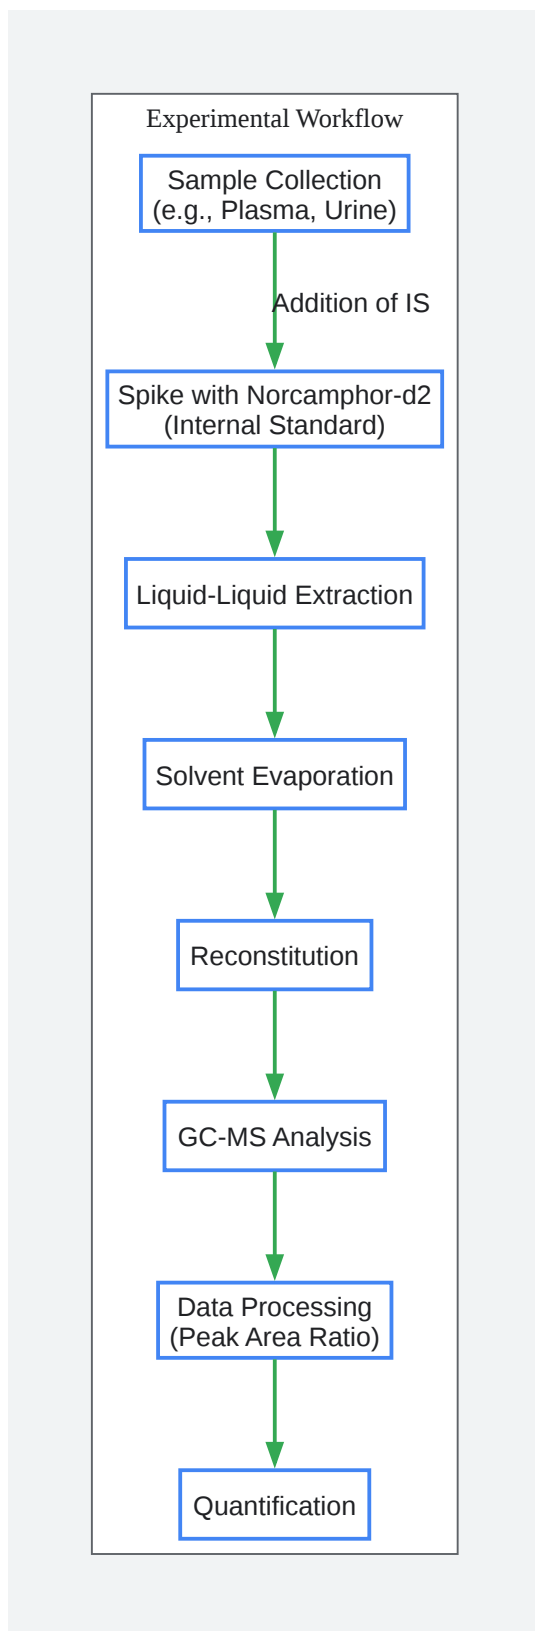 Experimental Workflow
Sample Collection
(e.g., Plasma, Urine)
Addition of IS
Spike with Norcamphor-d2
(Internal Standard)
Liquid-Liquid Extraction
Solvent Evaporation
Reconstitution
GC-MS Analysis
Data Processing
(Peak Area Ratio)
Quantification